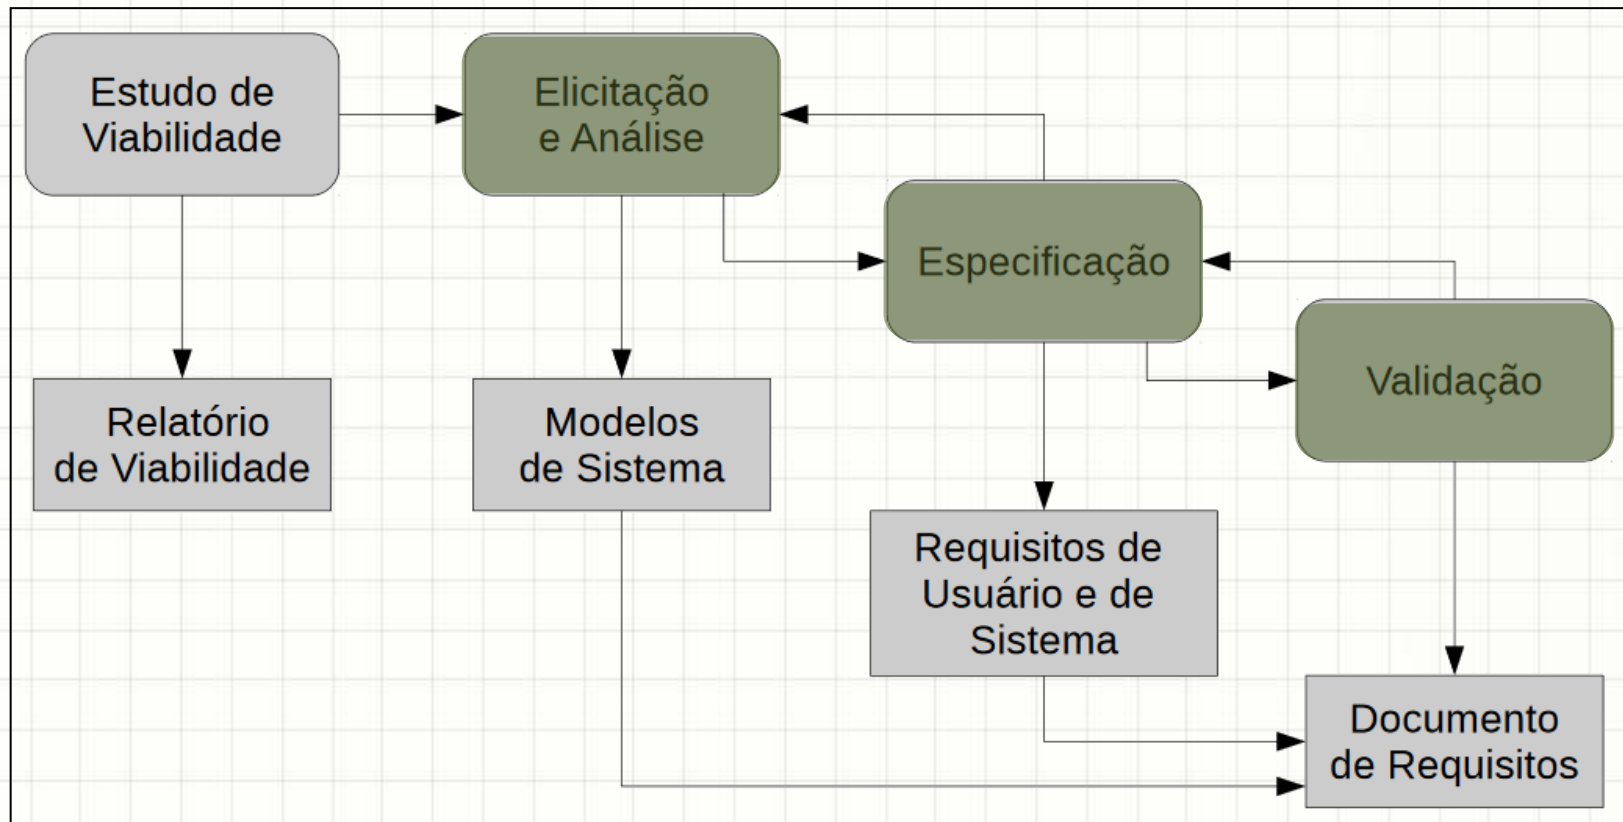 Estudo de
Viabilidade
Elicitação
e Análise
Especificação
Validação
Relatório
de Viabilidade
Modelos
de Sistema
Requisitos de
Usuário e de
Sistema
Documento
de Requisitos